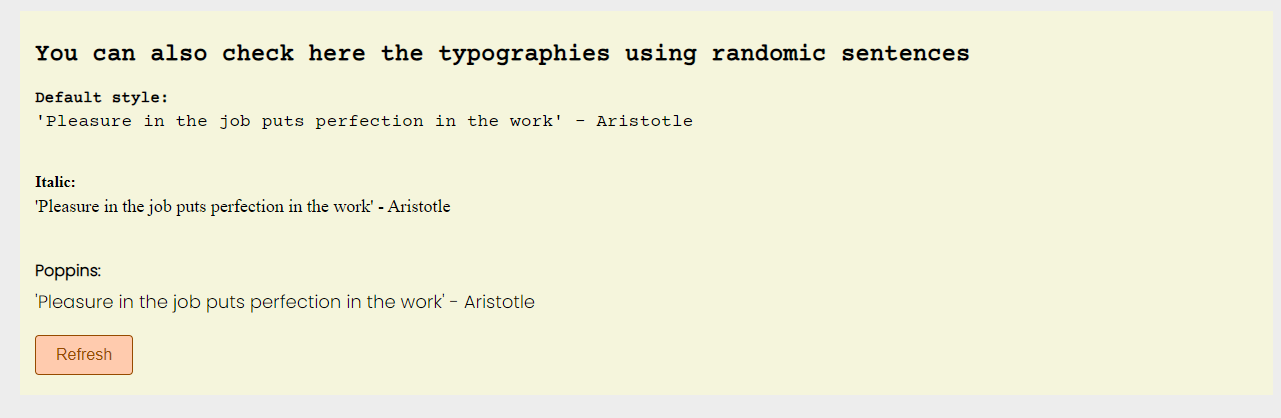 You can also check here the typographies using randomic sentences
Default style:
'Pleasure in the job puts perfection in the work' - Aristotle
Italic:
'Pleasure in the job puts perfection in the work' - Aristotle
Poppins:
'Pleasure in the job puts perfection in the work' - Aristotle
Refresh